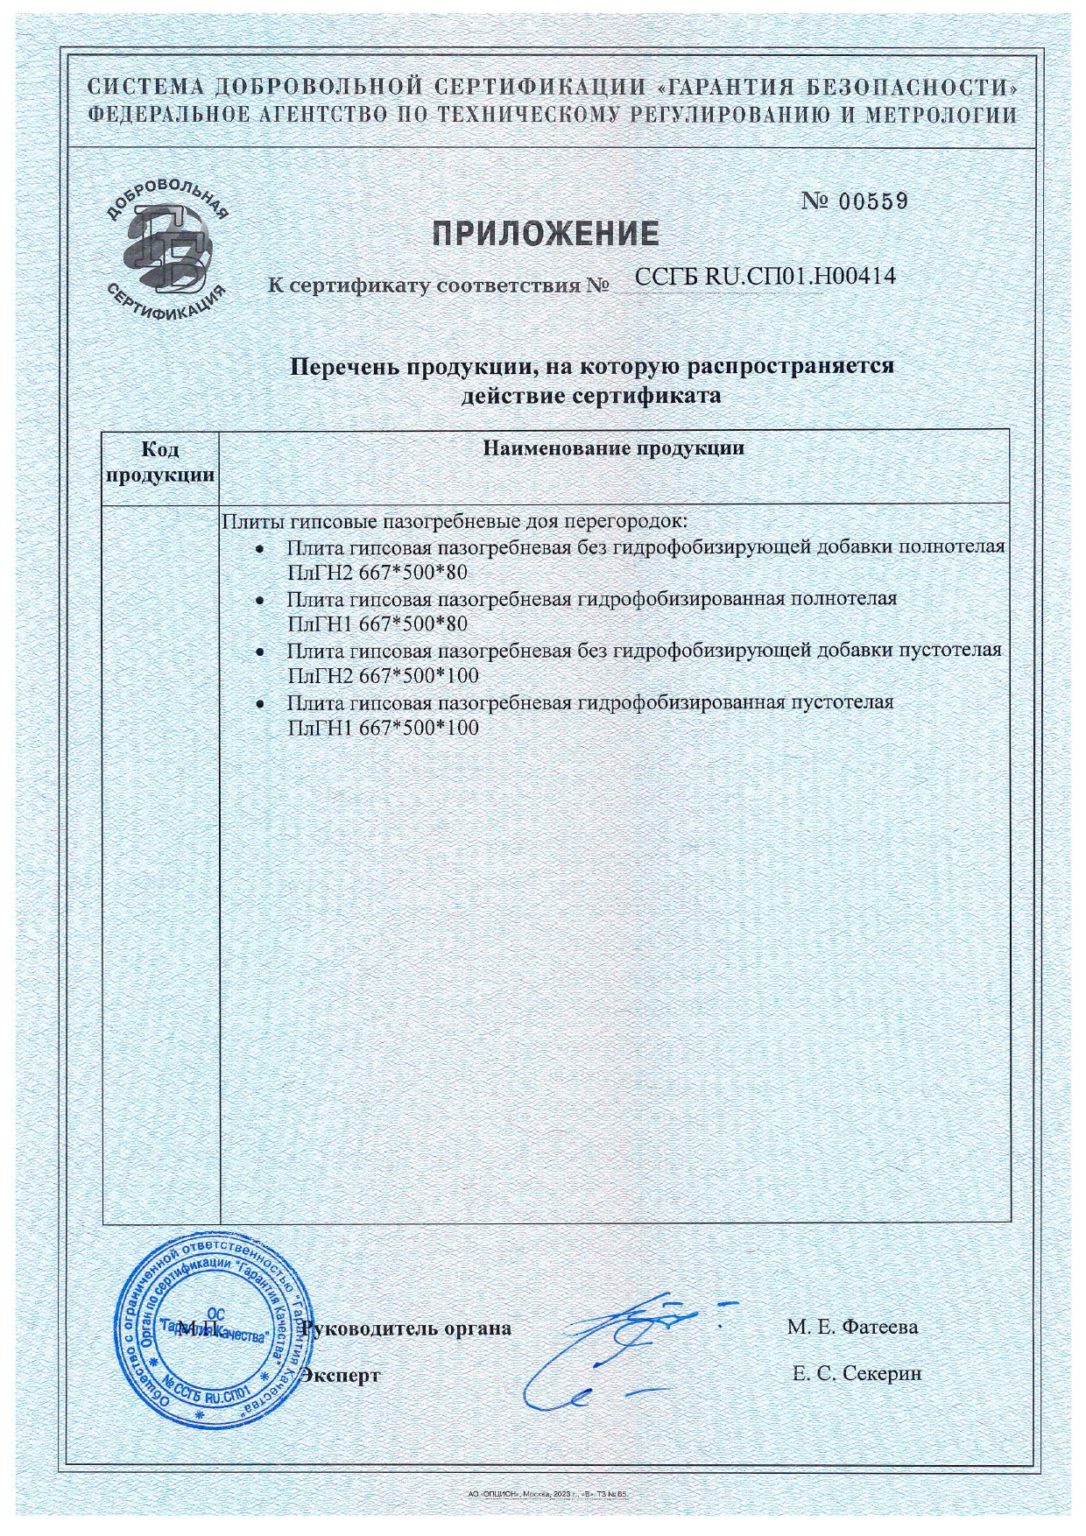 СИСТЕМА ДОБРОВОЛЬНОЙ СЕРТИФИКАЦИИ «ГАРАНТИЯ БЕЗОПАСНОСТИ»
ФЕДЕРАЛЬНОЕ АГЕНТСТВО ПО ТЕХНИЧЕСКОМУ РЕГУЛИРОВАНИЮ И МЕТРОЛОГИИ
ДОБРОВОЛЬНАЯ
ГБ
СЕРТИФИКАЦИЯ
№ 00559
ПРИЛОЖЕНИЕ
К сертификату соответствия № ССГБ RU.СП01.Н00414
Перечень продукции, на которую распространяется
действие сертификата
Код
продукции
Наименование продукции
Плиты гипсовые пазогребневые доя перегородок:
• Плита гипсовая пазогребневая без гидрофобизирующей добавки полнотелая
ПлГН2 667*500*80
• Плита гипсовая пазогребневая гидрофобизированная полнотелая
ПлГН1 667*500*80
• Плита гипсовая пазогребневая без гидрофобизирующей добавки пустотелая
ПлГН2 667*500*100
• Плита гипсовая пазогребневая гидрофобизированная пустотелая
ПлГН1 667*500*100
Общество с ограниченной ответственностью "Гарантия Качества"
Орган по сертификации "Гарантия Качества"
ОС
"Гарантия Качества"
№ ССГБ RU.СП01
М.П.
Руководитель органа
М. Е. Фатеева
Эксперт
Е. С. Секерин
АО «ОПЦИОН», Москва, 2023 г., «В». ТЗ №